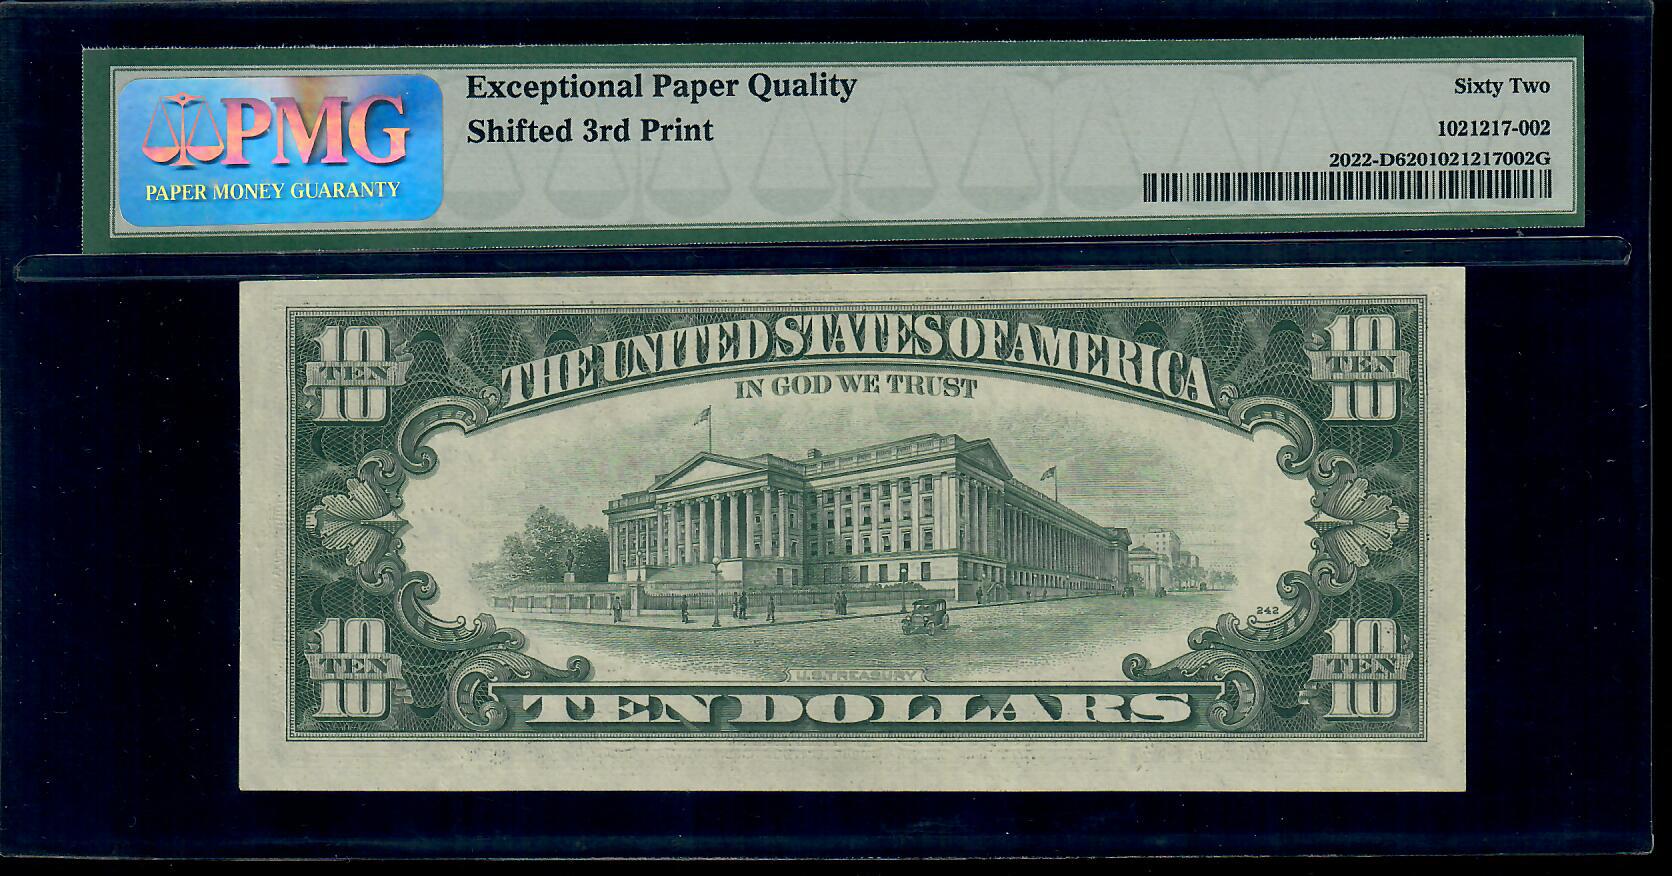 PMG
PAPER MONEY GUARANTY
Exceptional Paper Quality
Shifted 3rd Print
Sixty Two
1021217-002
2022-D6201021217002G
10
TEN
10
THE UNITED STATES OF AMERICA
IN GOD WE TRUST
10
TEN
10
242
10
TEN
10
U.S. TREASURY
TEN DOLLARS
10
TEN
10